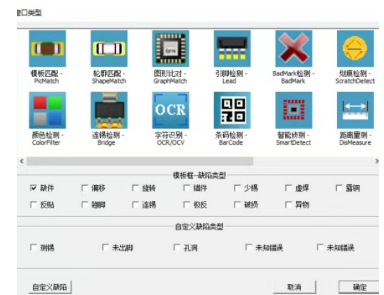 窗口类型
模板匹配 -
PicMatch
轮廓匹配 -
ShapeMatch
图形比对 -
GraphMatch
引脚检测 -
Lead
BadMark检测 -
BadMark
划痕检测 -
ScratchDetect
OCR
颜色检测 -
ColorFilter
连锡检测 -
Bridge
字符识别 -
OCR/OCV
条码检测 -
BarCode
智能侦测 -
SmartDetect
距离量测 -
DisMeasure
模板框--缺陷类型
缺件
偏移
旋转
错件
少锡
虚焊
露铜
反贴
翘脚
连锡
极反
破损
异物
自定义缺陷类型
测锡
未出脚
孔洞
未知错误
未知错误
自定义缺陷
取消
确定